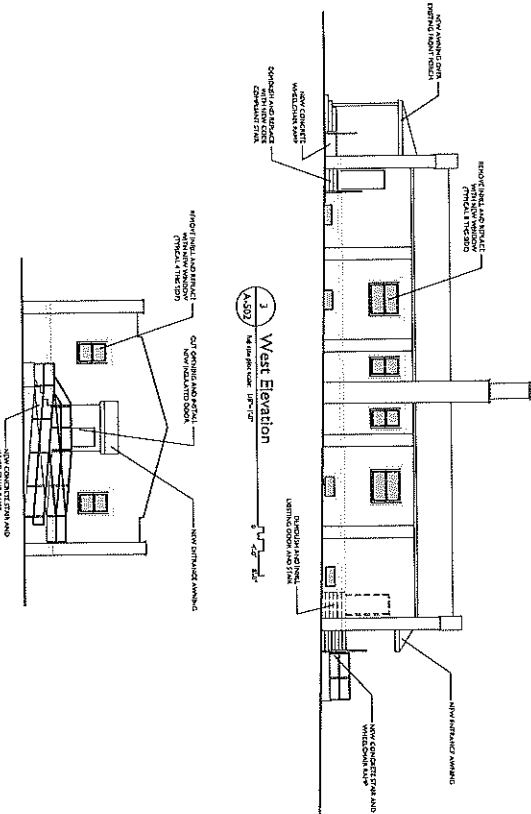 NEW AWNING OVER
EXISTING FRONT PORCH
NEW CONCRETE
WHEELCHAIR RAMP
DEMOLISH AND REPLACE
WITH NEW CODE
COMPLIANT STAIR
REMOVE INFILL AND REPLACE
WITH NEW WINDOW
(TYPICAL 8 THIS SIDE)
DEMOLISH AND INFILL
EXISTING DOOR AND STAIR
NEW ENTRANCE AWNING
NEW CONCRETE STAIR AND
WHEELCHAIR RAMP
3
A-502
West Elevation
REMOVE INFILL AND REPLACE
WITH NEW WINDOW
(TYPICAL 4 THIS SIDE)
CUT OPENING AND INSTALL
NEW INSULATED DOOR
NEW ENTRANCE AWNING
NEW CONCRETE STAIR AND